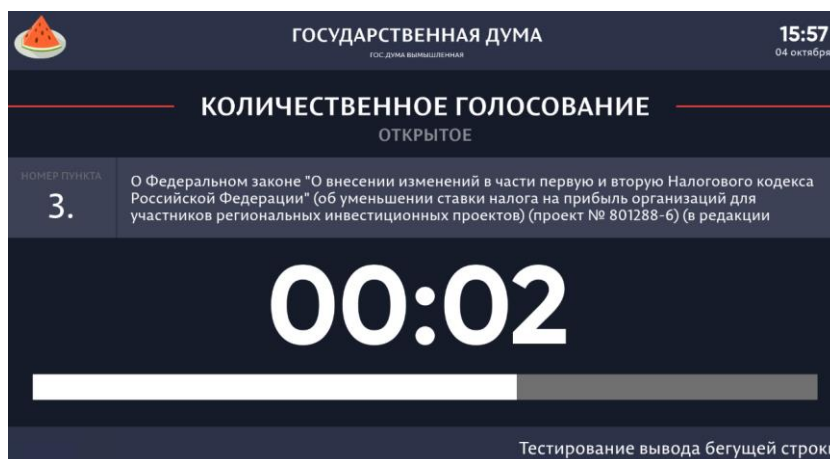 ГОСУДАРСТВЕННАЯ ДУМА
ГОС.ДУМА ВЫМЫШЛЕННАЯ
15:57
04 октября
КОЛИЧЕСТВЕННОЕ ГОЛОСОВАНИЕ
ОТКРЫТОЕ
НОМЕР ПУНКТА
3.
О Федеральном законе "О внесении изменений в части первую и вторую Налогового кодекса
Российской Федерации" (об уменьшении ставки налога на прибыль организаций для
участников региональных инвестиционных проектов) (проект № 801288-6) (в редакции
00:02
Тестирование вывода бегущей строки